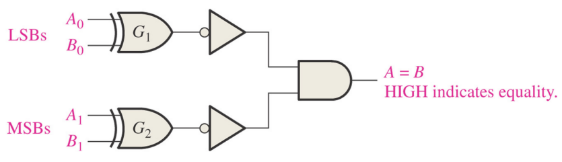 LSBs
A0
B0
G1
A = B
HIGH indicates equality.
MSBs
A1
B1
G2